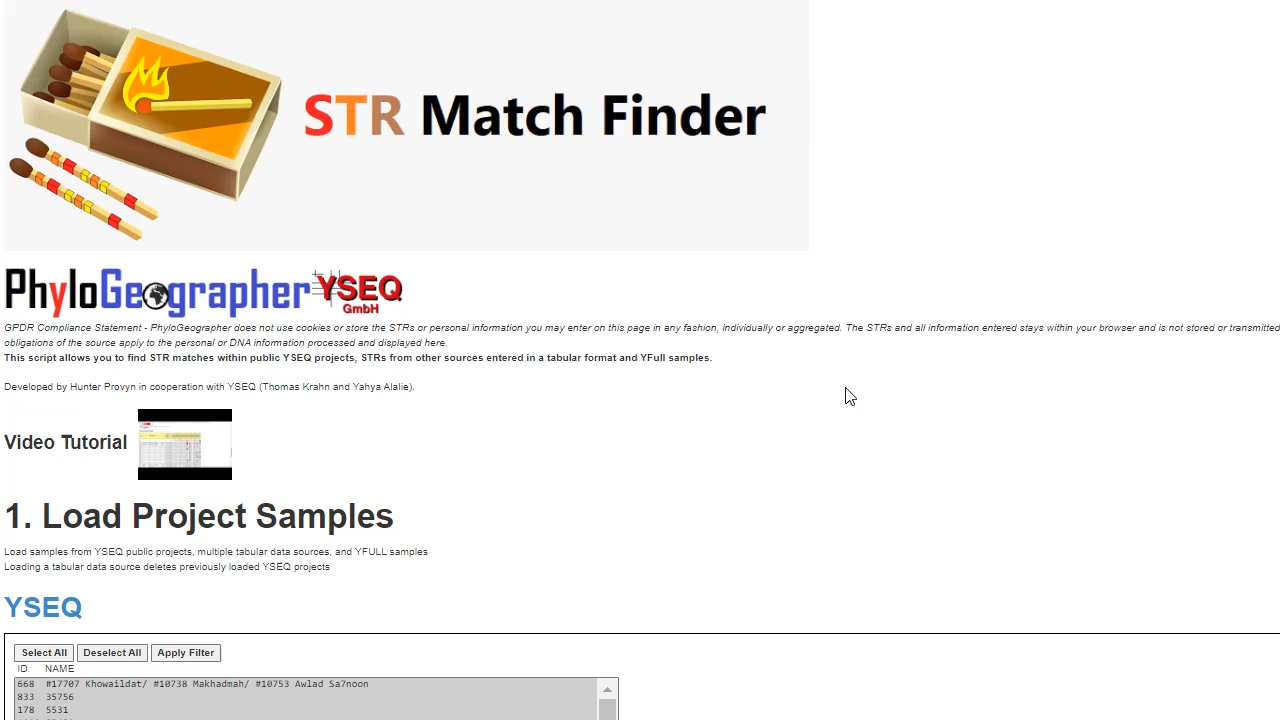 STR Match Finder
PhyloGeographer YSEQ
GmbH
GPDR Compliance Statement - PhyloGeographer does not use cookies or store the STRs or personal information you may enter on this page in any fashion, individually or aggregated. The STRs and all information entered stays within your browser and is not stored or transmitted
obligations of the source apply to the personal or DNA information processed and displayed here.
This script allows you to find STR matches within public YSEQ projects, STRs from other sources entered in a tabular format and YFull samples.
Developed by Hunter Provyn in cooperation with YSEQ (Thomas Krahn and Yahya Alalie).
Video Tutorial
1. Load Project Samples
Load samples from YSEQ public projects, multiple tabular data sources, and YFULL samples
Loading a tabular data source deletes previously loaded YSEQ projects
YSEQ
Select All Deselect All Apply Filter
ID NAME
668 #17707 Khowaildat/ #10738 Makhadmah/ #10753 Awlad Sa7noon
833 35756
178 5531